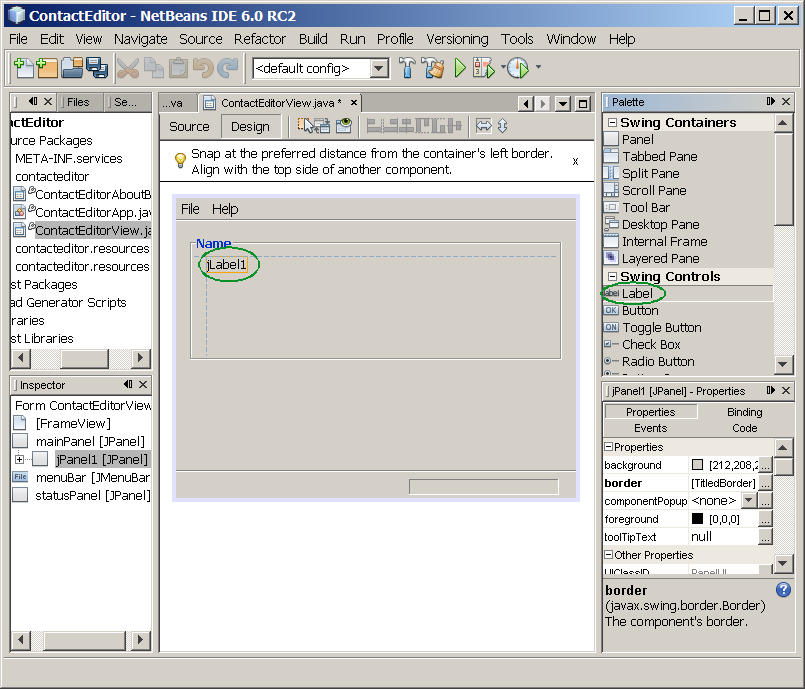 ContactEditor - NetBeans IDE 6.0 RC2
File Edit View Navigate Source Refactor Build Run Profile Versioning Tools Window Help
<default config>
Files
Se...
ctEditor
urce Packages
META-INF.services
contacteditor
ContactEditorAboutB
ContactEditorApp.jav
ContactEditorView.ja
contacteditor.resources
contacteditor.resources
st Packages
ad Generator Scripts
raries
st Libraries
Inspector
Form ContactEditorView
[FrameView]
mainPanel [JPanel]
jPanel1 [JPanel]
File
menuBar [JMenuBar
statusPanel [JPanel]
...va
ContactEditorView.java *
Source
Design
Snap at the preferred distance from the container's left border.
Align with the top side of another component.
x
File Help
Name
jLabel1
Palette
Swing Containers
Panel
Tabbed Pane
Split Pane
Scroll Pane
Tool Bar
Desktop Pane
Internal Frame
Layered Pane
Swing Controls
label Label
OK Button
ON Toggle Button
Check Box
Radio Button
jPanel1 [JPanel] - Properties
Properties
Binding
Events
Code
Properties
background [212,208,2 ...
border [TitledBorder] ...
componentPopup <none> ...
foreground [0,0,0] ...
toolTipText null ...
Other Properties
UIClassID PanelUI
border
(javax.swing.border.Border)
The component's border.